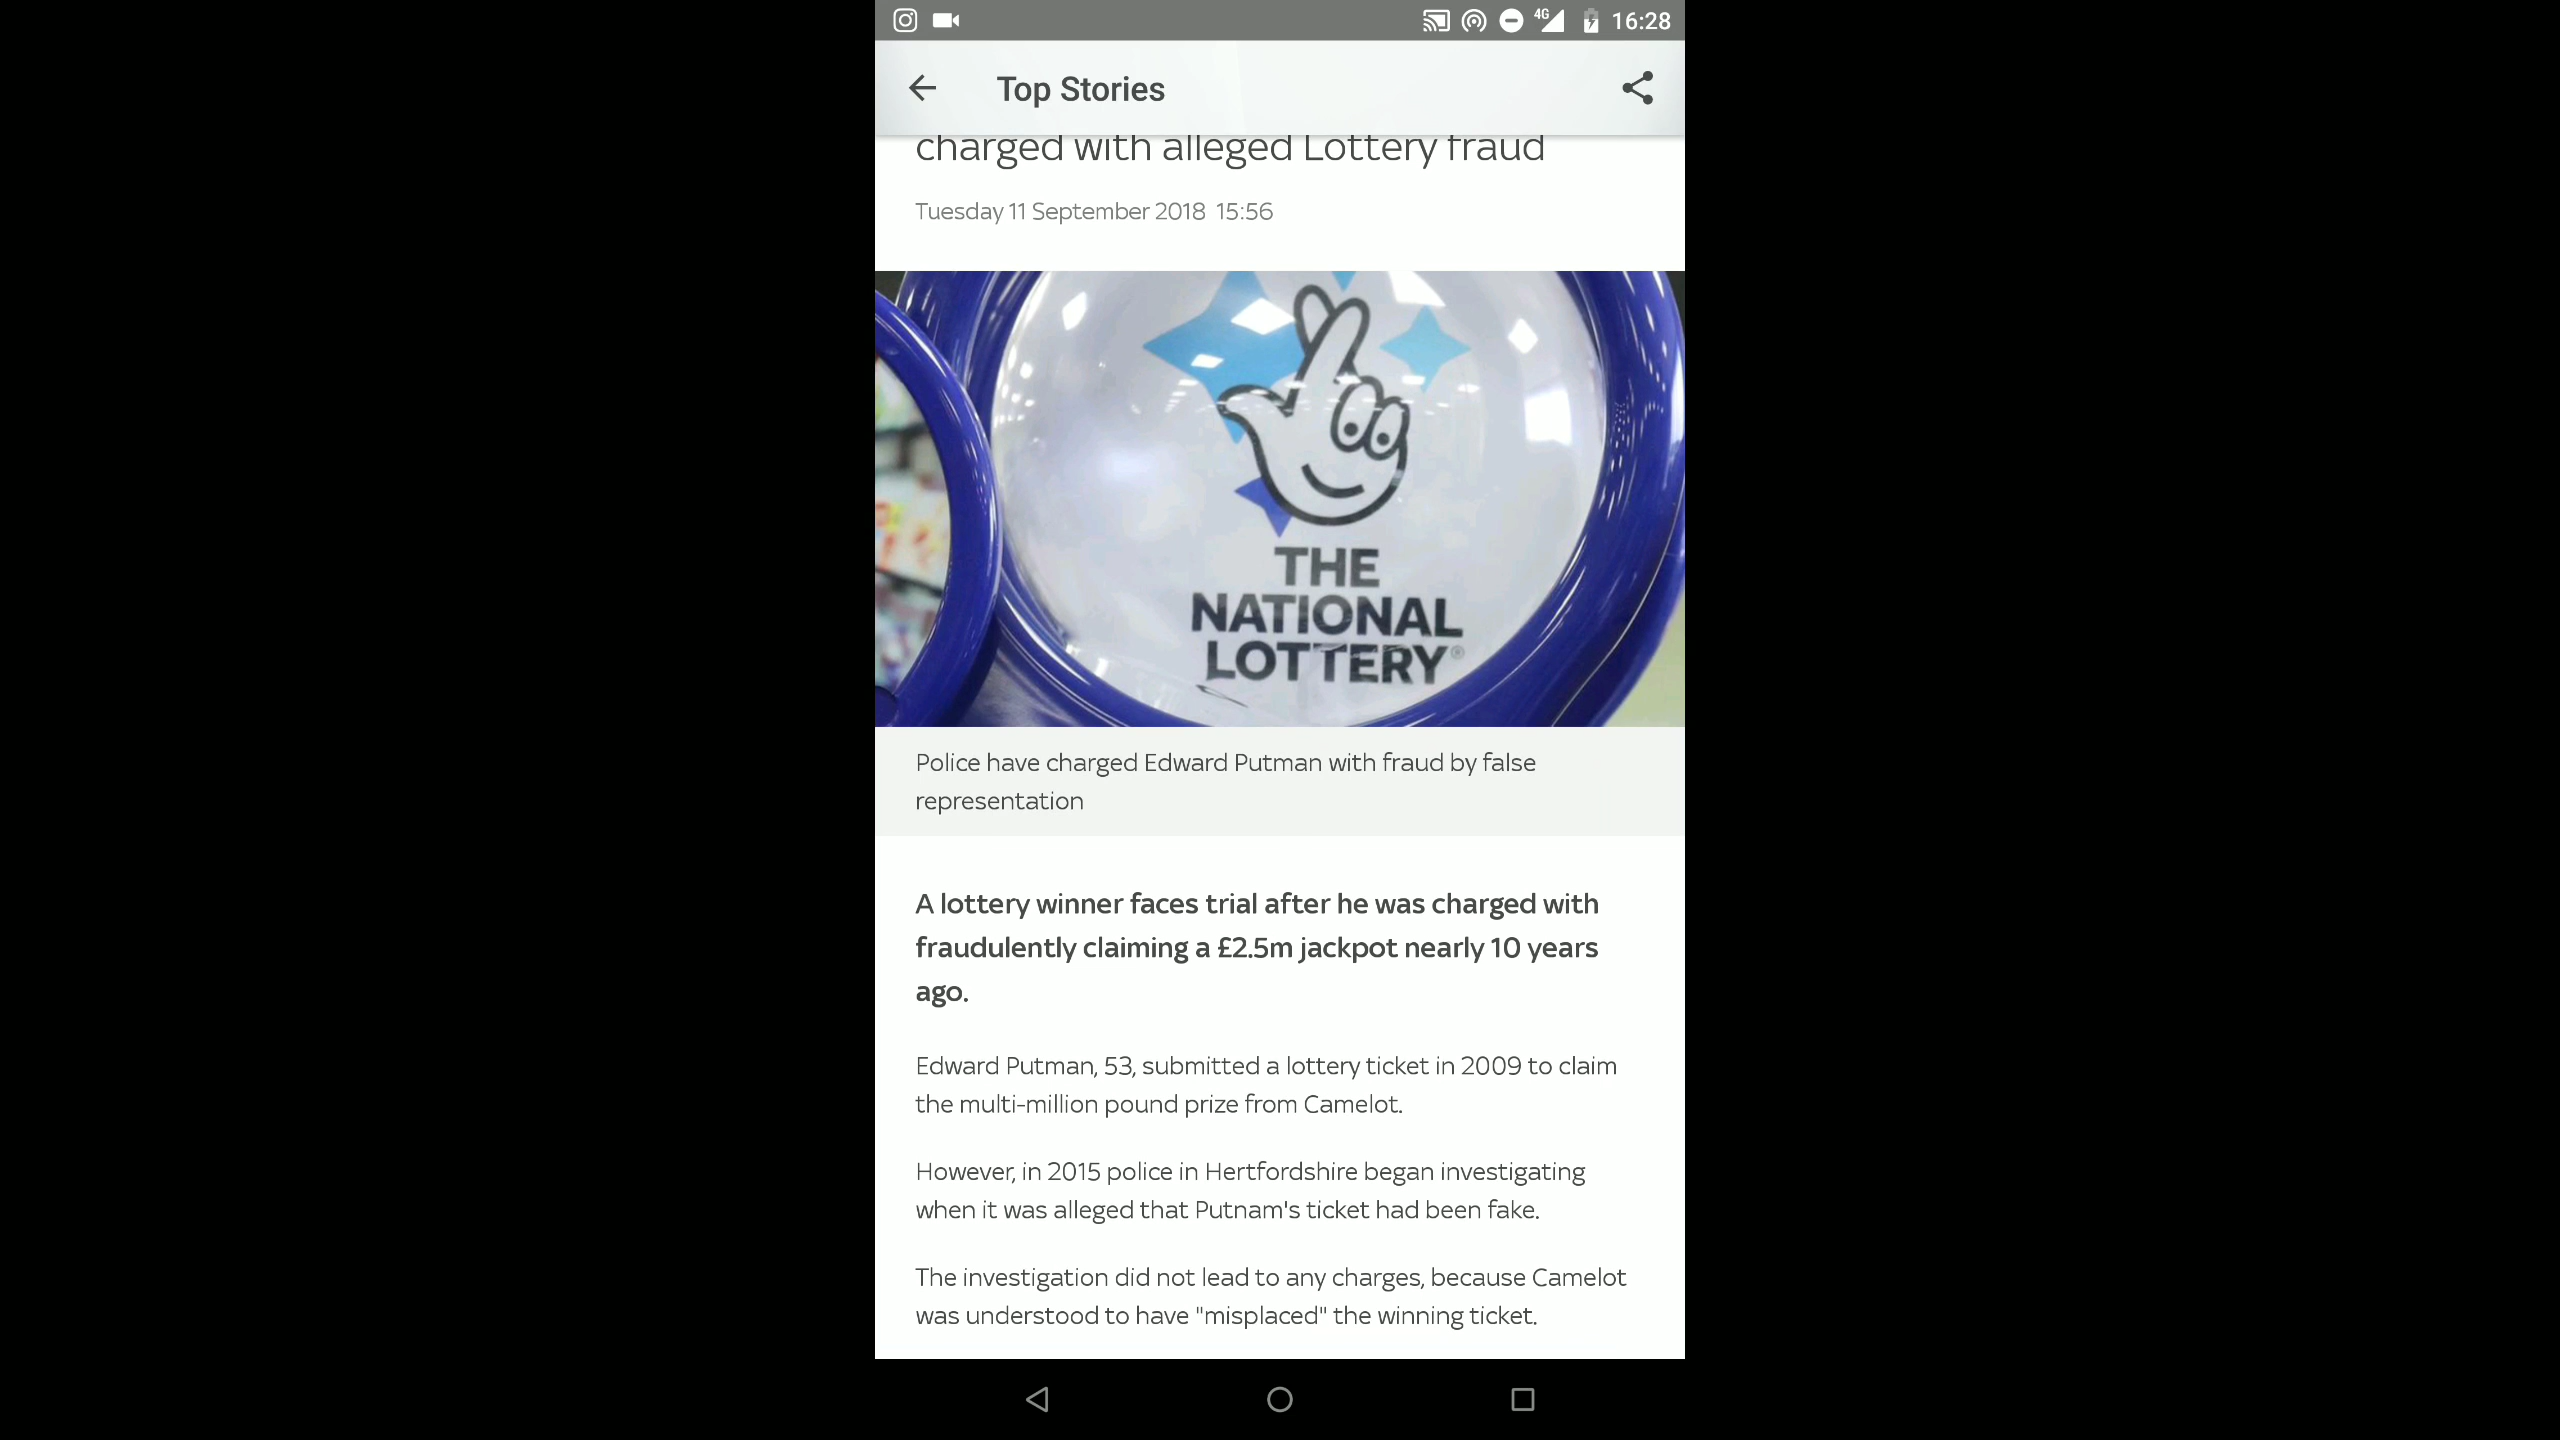 4G 16:28
Top Stories
charged with alleged Lottery fraud
Tuesday 11 September 2018 15:56
THE
NATIONAL
LOTTERY®
Police have charged Edward Putman with fraud by false
representation
A lottery winner faces trial after he was charged with
fraudulently claiming a £2.5m jackpot nearly 10 years
ago.
Edward Putman, 53, submitted a lottery ticket in 2009 to claim
the multi-million pound prize from Camelot.
However, in 2015 police in Hertfordshire began investigating
when it was alleged that Putnam's ticket had been fake.
The investigation did not lead to any charges, because Camelot
was understood to have "misplaced" the winning ticket.